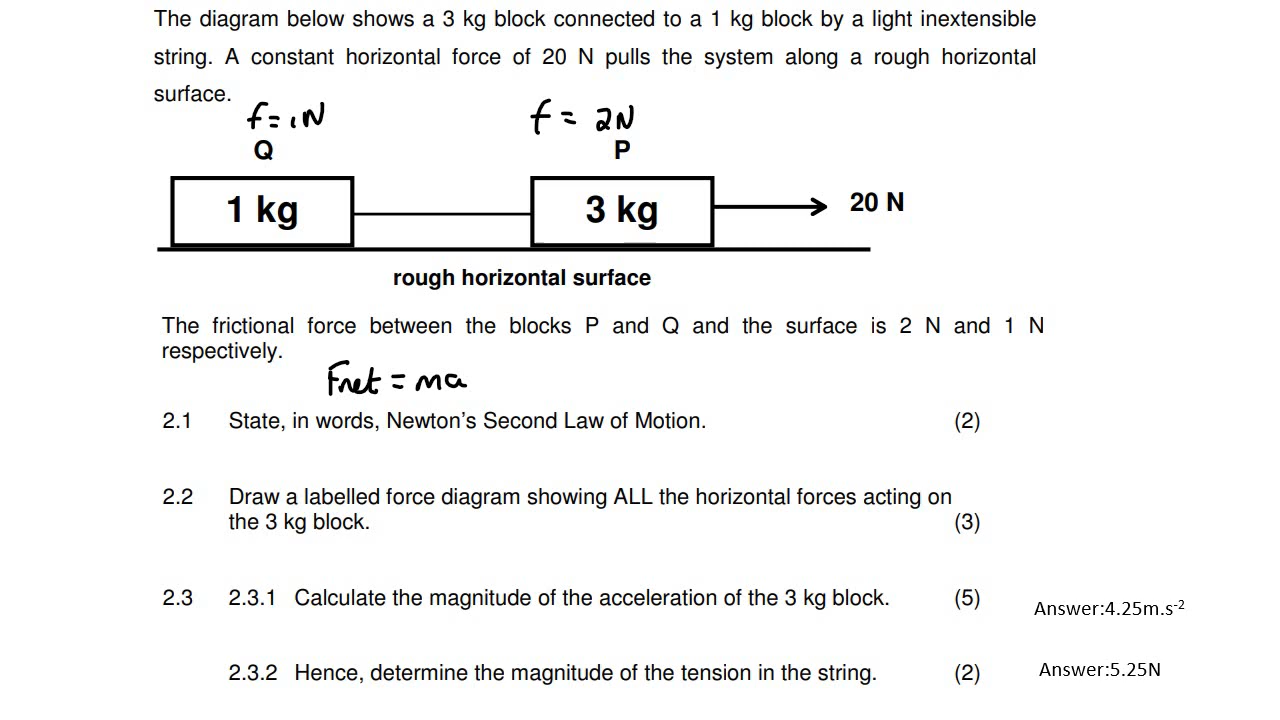 The diagram below shows a 3 kg block connected to a 1 kg block by a light inextensible
string. A constant horizontal force of 20 N pulls the system along a rough horizontal
surface.
f=1N f = 2N
Q P
1 kg 3 kg 20 N
rough horizontal surface
The frictional force between the blocks P and Q and the surface is 2 N and 1 N
respectively.
Fnet = ma
2.1 State, in words, Newton's Second Law of Motion. (2)
2.2 Draw a labelled force diagram showing ALL the horizontal forces acting on
the 3 kg block. (3)
2.3 2.3.1 Calculate the magnitude of the acceleration of the 3 kg block. (5) Answer:4.25m.s⁻²
2.3.2 Hence, determine the magnitude of the tension in the string. (2) Answer:5.25N